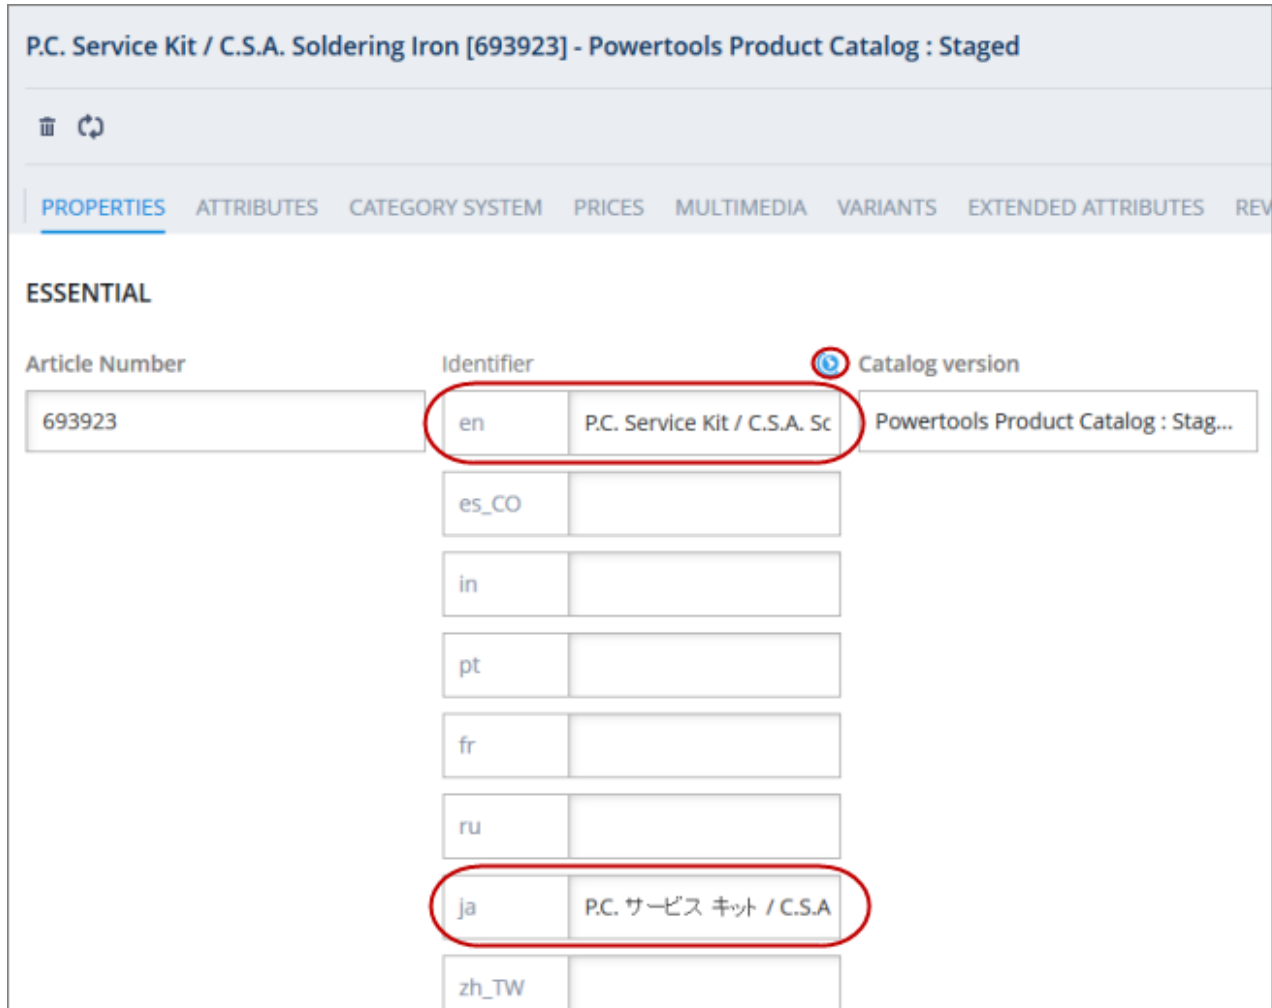 P.C. Service Kit / C.S.A. Soldering Iron [693923] - Powertools Product Catalog : Staged
PROPERTIES ATTRIBUTES CATEGORY SYSTEM PRICES MULTIMEDIA VARIANTS EXTENDED ATTRIBUTES REV
ESSENTIAL
Article Number Identifier Catalog version
693923 en P.C. Service Kit / C.S.A. Sc Powertools Product Catalog : Stag...
es_CO
in
pt
fr
ru
ja P.C. サービス キット / C.S.A
zh_TW